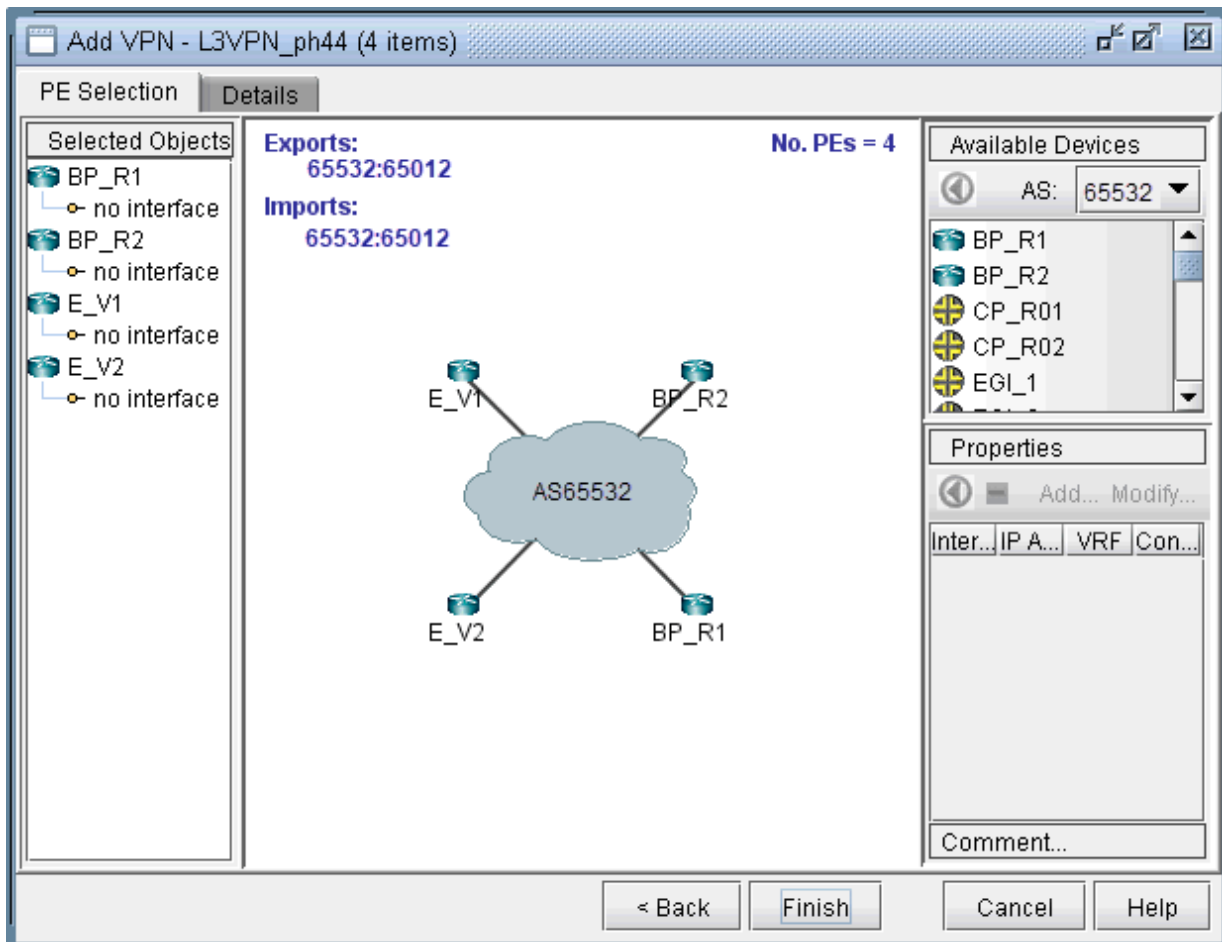 Add VPN - L3VPN_ph44 (4 items)
PE Selection
Details
Selected Objects
BP_R1
no interface
BP_R2
no interface
E_V1
no interface
E_V2
no interface
Exports:
65532:65012
Imports:
65532:65012
No. PEs = 4
E_V1
BP_R2
AS65532
E_V2
BP_R1
Available Devices
AS: 65532
BP_R1
BP_R2
CP_R01
CP_R02
EGI_1
Properties
Add... Modify...
Inter... IP A... VRF Con...
Comment...
< Back Finish Cancel Help